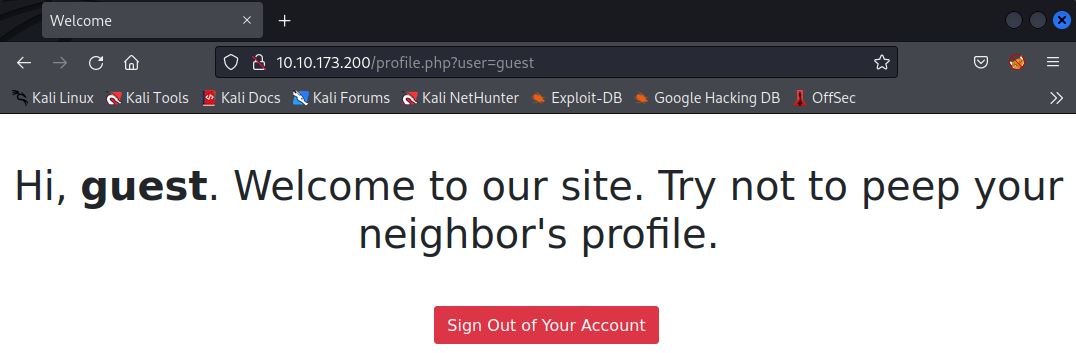 Welcome
10.10.173.200/profile.php?user=guest
Kali Linux Kali Tools Kali Docs Kali Forums Kali NetHunter Exploit-DB Google Hacking DB OffSec
Hi, guest. Welcome to our site. Try not to peep your
neighbor's profile.
Sign Out of Your Account